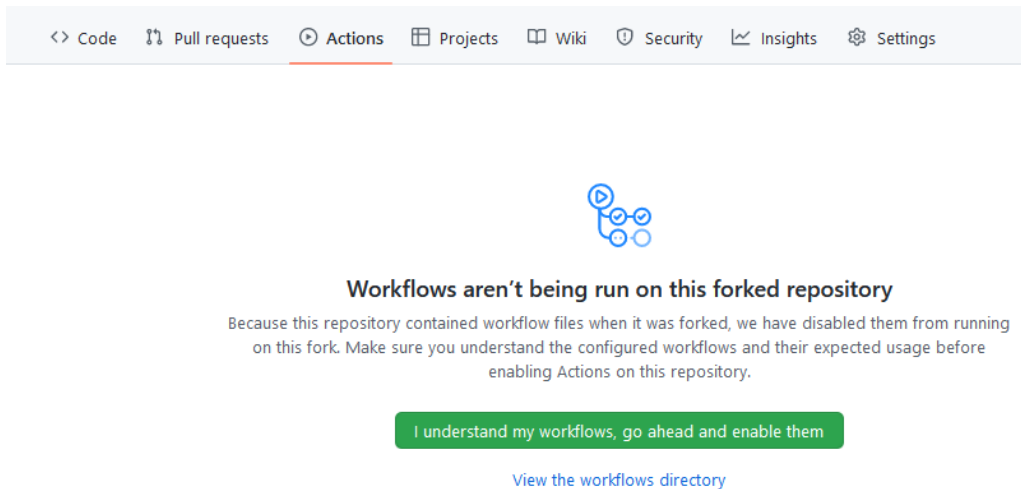 Code Pull requests Actions Projects Wiki Security Insights Settings
Workflows aren’t being run on this forked repository
Because this repository contained workflow files when it was forked, we have disabled them from running
on this fork. Make sure you understand the configured workflows and their expected usage before
enabling Actions on this repository.
I understand my workflows, go ahead and enable them
View the workflows directory